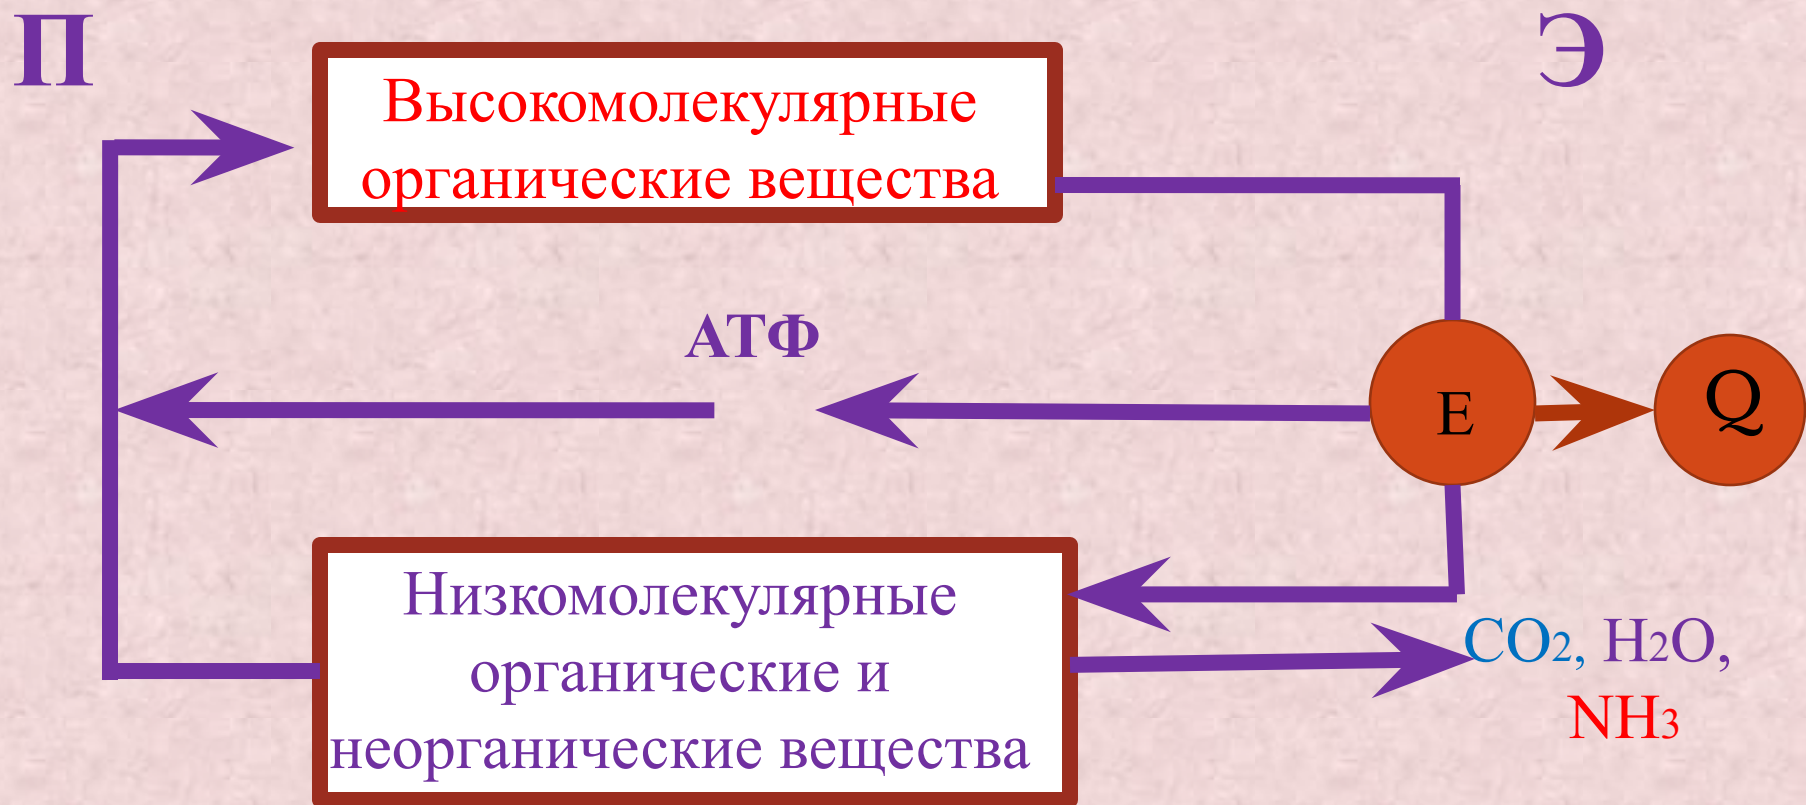 П
Э
Высокомолекулярные
органические вещества
АТФ
Е
Q
Низкомолекулярные
органические и
неорганические вещества
CO2, H2O,
NH3